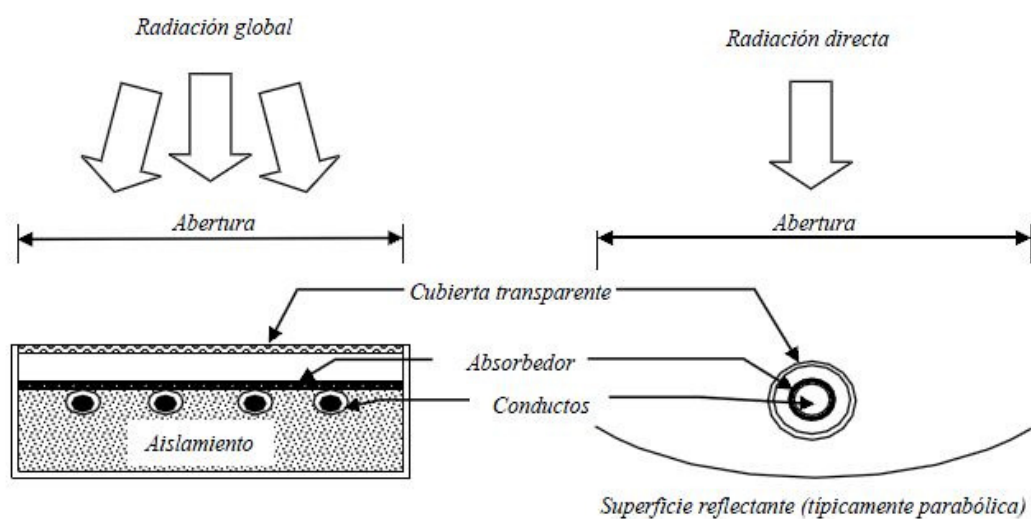 Radiación global
Radiación directa
Abertura
Abertura
Cubierta transparente
Absorbedor
Conductos
Aislamiento
Superficie reflectante (típicamente parabólica)